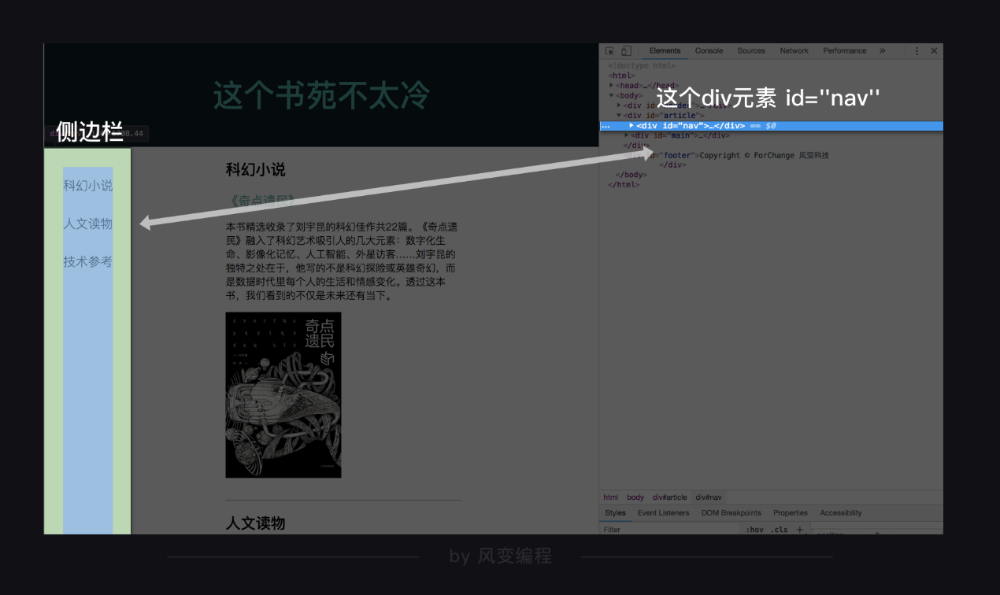 这个书苑不太冷
侧边栏
08.44
科幻小说
人文读物
技术参考
科幻小说
《奇点遗民》
本书精选收录了刘宇昆的科幻佳作共22篇。《奇点遗
民》融入了科幻艺术吸引人的几大元素：数字化生
命、影像化记忆、人工智能、外星访客……刘宇昆的
独特之处在于，他写的不是科幻探险或英雄奇幻，而
是数据时代里每个人的生活和情感变化。透过这本
书，我们看到的不仅是未来还有当下。
奇点
遗民
人文读物
Elements Console Sources Network Performance »
<!doctype html>
<html>
<head>…</head>
<body>
这个div元素 id="nav"
<div id="article">
<div id="nav">…</div> == $0
<div id="main">…</div>
</div>
<div id="footer">Copyright © ForChange 风变科技
</div>
</body>
</html>
html body div#article div#nav
Styles Event Listeners DOM Breakpoints Properties Accessibility
Filter :hov .cls +
by 风变编程